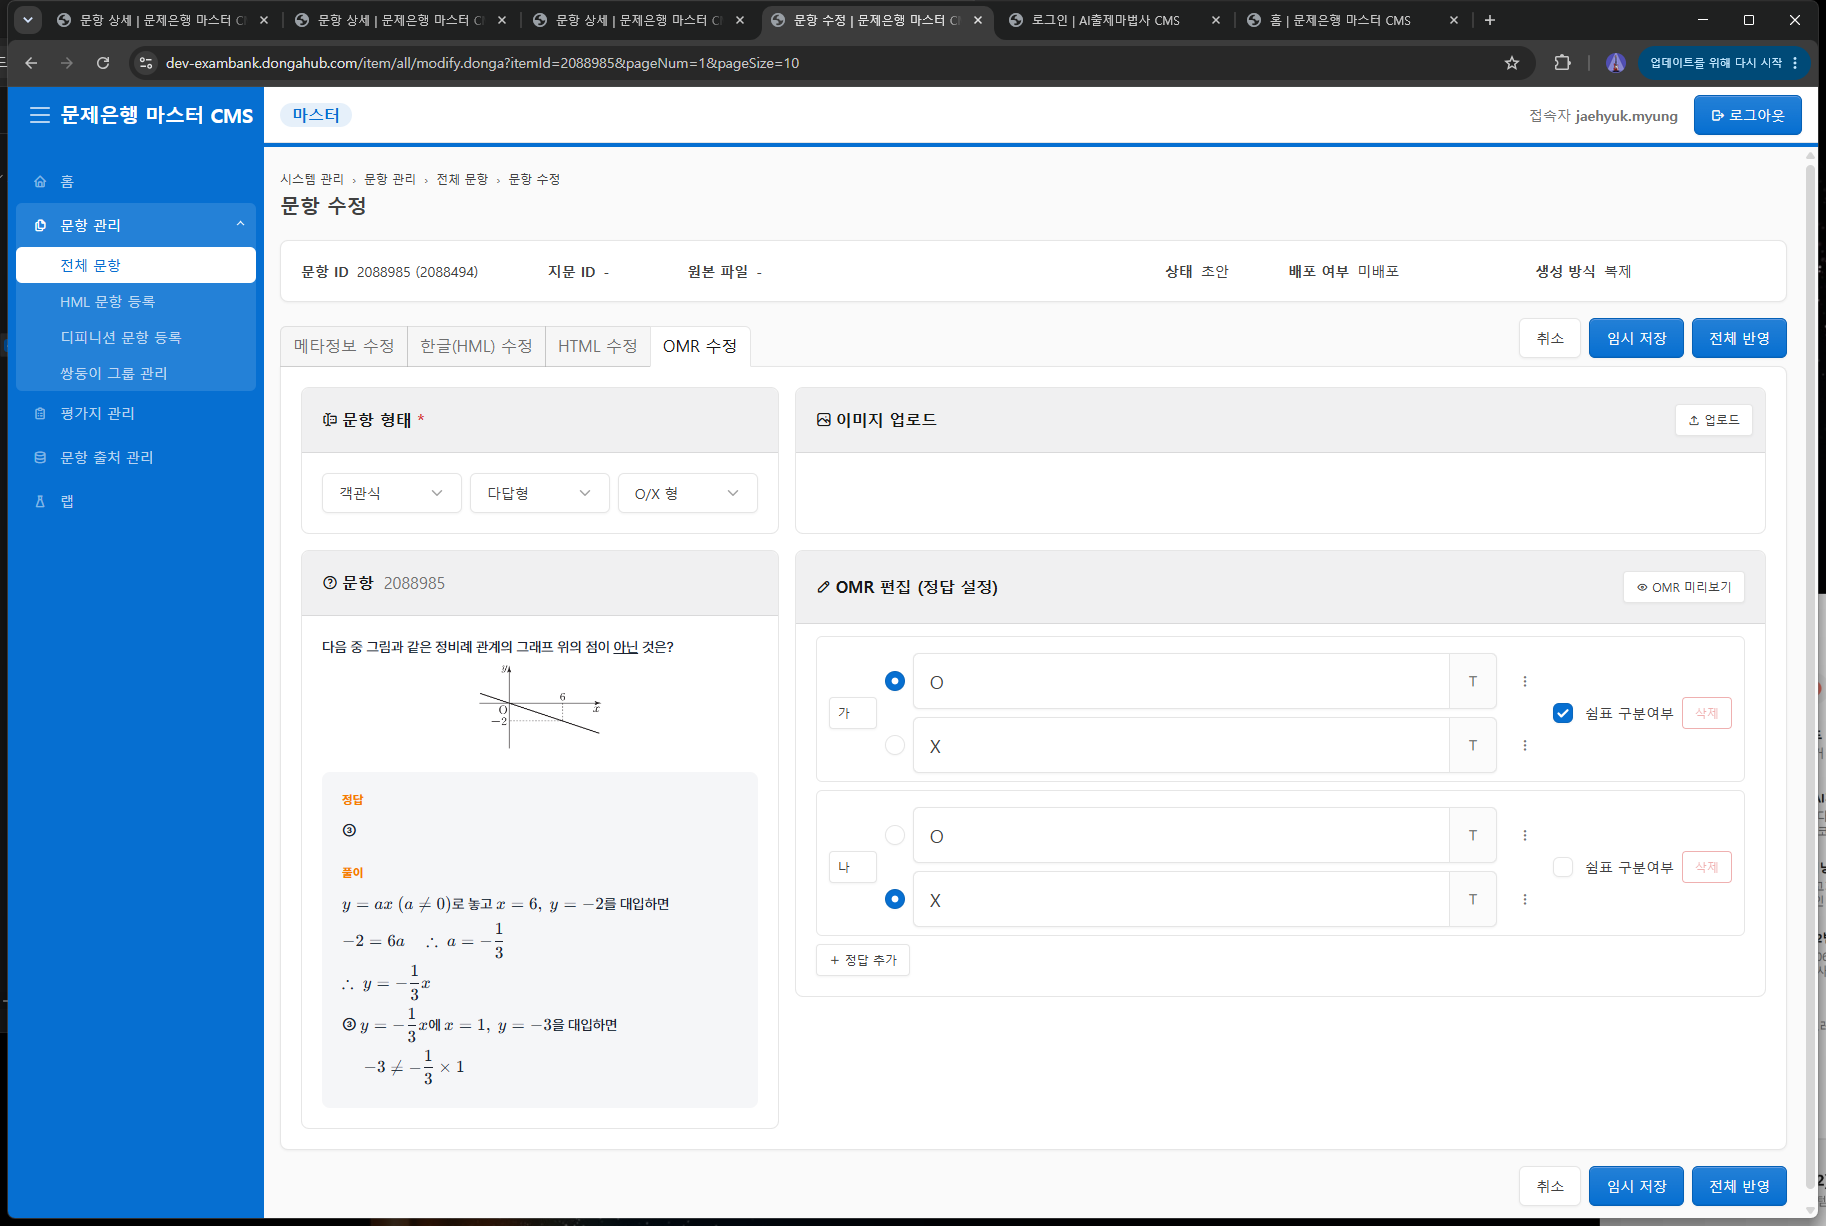 문항 상세 | 문제은행 마스터 C
문항 상세 | 문제은행 마스터 C
문항 상세 | 문제은행 마스터 C
문항 수정 | 문제은행 마스터 C
로그인 | AI출제마법사 CMS
홈 | 문제은행 마스터 CMS
dev-exambank.dongahub.com/item/all/modify.donga?itemId=2088985&pageNum=1&pageSize=10
업데이트를 위해 다시 시작
문제은행 마스터 CMS
마스터
접속자 jaehyuk.myung
로그아웃
홈
문항 관리
전체 문항
HML 문항 등록
디피니션 문항 등록
쌍둥이 그룹 관리
평가지 관리
문항 출처 관리
랩
시스템 관리 › 문항 관리 › 전체 문항 › 문항 수정
문항 수정
문항 ID 2088985 (2088494) 지문 ID - 원본 파일 - 상태 초안 배포 여부 미배포 생성 방식 복제
메타정보 수정 한글(HML) 수정 HTML 수정 OMR 수정
취소 임시 저장 전체 반영
문항 형태 *
객관식 다답형 O/X 형
이미지 업로드
업로드
문항 2088985
다음 중 그림과 같은 정비례 관계의 그래프 위의 점이 아닌 것은?
y
6
O
x
−2
정답
③
풀이
y = ax (a ≠ 0)로 놓고 x = 6, y = −2를 대입하면
−2 = 6a ∴ a = −1/3
∴ y = −1/3x
③ y = −1/3x에 x = 1, y = −3을 대입하면
−3 ≠ −1/3 × 1
OMR 편집 (정답 설정)
OMR 미리보기
가
O T
X T
쉼표 구분여부 삭제
나
O T
X T
쉼표 구분여부 삭제
+ 정답 추가
취소 임시 저장 전체 반영